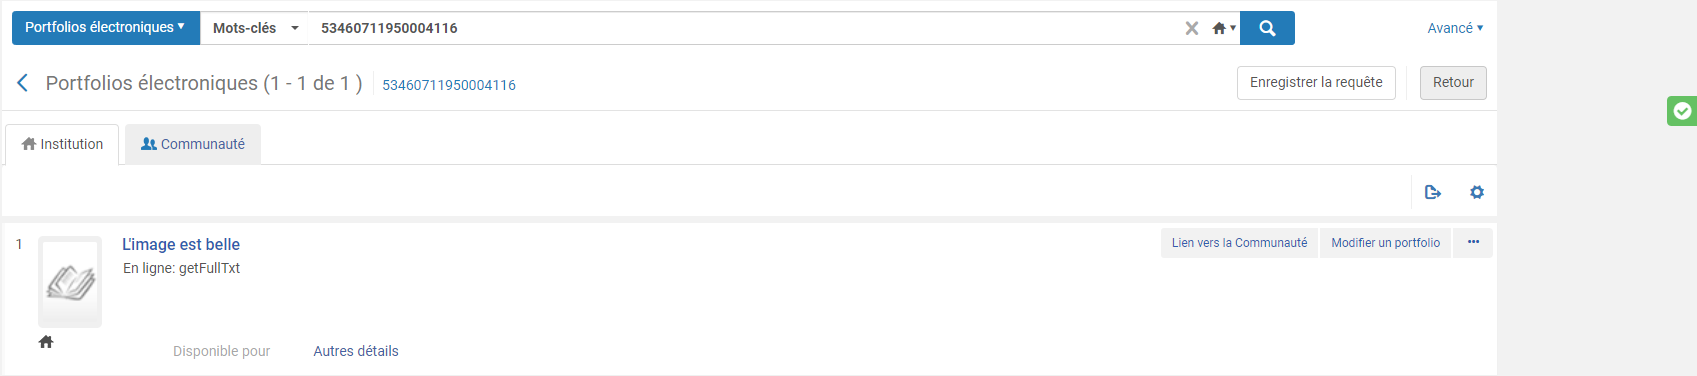 Portfolios électroniques Mots-clés 53460711950004116 Avancé
Portfolios électroniques (1 - 1 de 1 ) 53460711950004116 Enregistrer la requête Retour
Institution Communauté
1 L'image est belle Lien vers la Communauté Modifier un portfolio ...
En ligne: getFullTxt
Disponible pour Autres détails